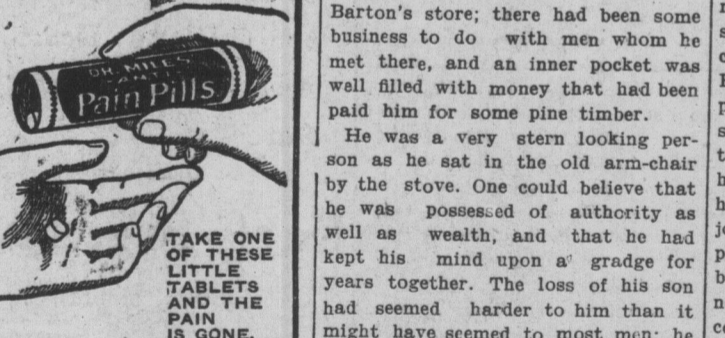 DR. MILES
ANTI
Pain Pills
TAKE ONE
OF THESE
LITTLE
TABLETS
AND THE
PAIN
IS GONE.
Barton's store; there had been some
business to do with men whom he
met there, and an inner pocket was
well filled with money that had been
paid him for some pine timber.
He was a very stern looking per-
son as he sat in the old arm-chair
by the stove. One could believe that
he was possessed of authority as
well as wealth, and that he had
kept his mind upon a gradge for
years together. The loss of his son
had seemed harder to him than it
might have seemed to most men; he